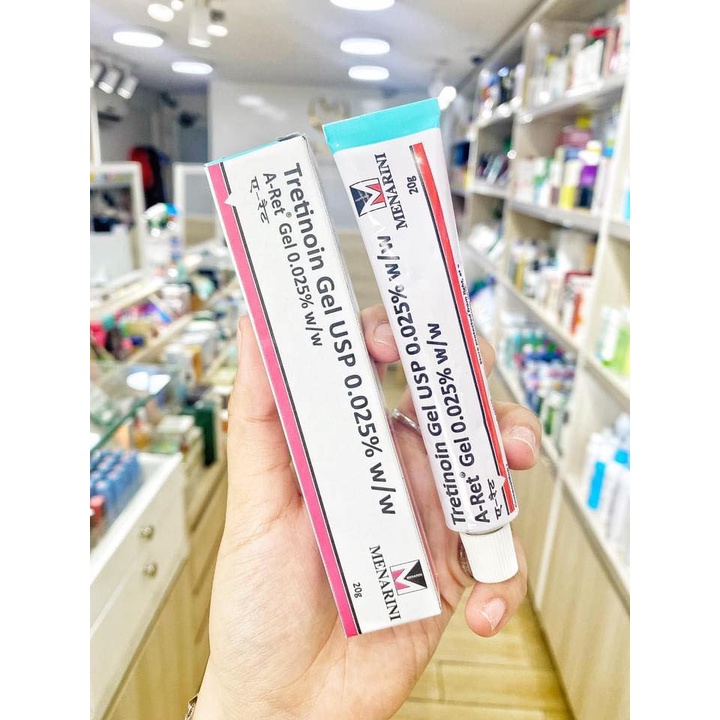 Tretinoin Gel USP 0.025% w/w
A-Ret® Gel 0.025% w/w
ए-रेट
MENARINI
20g
MENARINI
20g
Tretinoin Gel USP 0.025% w/w
A-Ret® Gel 0.025% w/w
ए-रेट